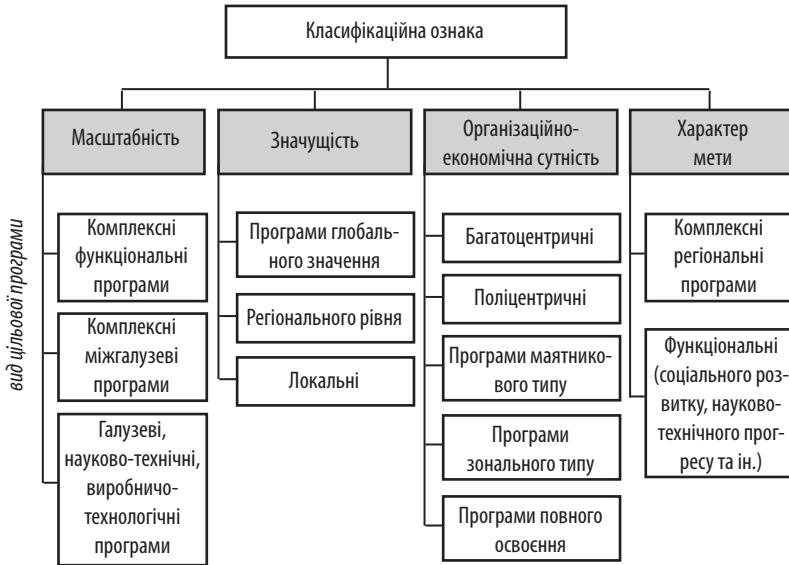 Класифікаційна ознака
Масштабність
Значущість
Організаційно-
економічна сутність
Характер
мети
вид цільової програми
Комплексні
функціональні
програми
Комплексні
міжгалузеві
програми
Галузеві,
науково-технічні,
виробничо-
технологічні
програми
Програми глобаль-
ного значення
Регіонального рівня
Локальні
Багатоцентричні
Поліцентричні
Програми маятнико-
вого типу
Програми
зонального типу
Програми повного
освоєння
Комплексні
регіональні
програми
Функціональні
(соціального роз-
витку, науково-
технічного прог-
ресу та ін.)